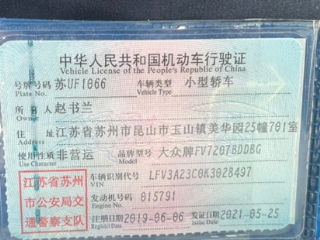 中华人民共和国机动车行驶证
Vehicle License of the People's Republic of China
号牌号码 苏UF1066 车辆类型 小型轿车
Plate No. Vehicle Type
所有人 赵书兰
Owner
住址 江苏省苏州市昆山市玉山镇美华园25幢701室
Address
使用性质 非营运 品牌型号 大众牌FV7207BDDBG
江苏省苏州市公安局交通警察支队
车辆识别代号 LFV3A23C0K3028497
VIN
发动机号码 815791
Engine No.
注册日期 2019-06-06 发证日期 2021-05-25